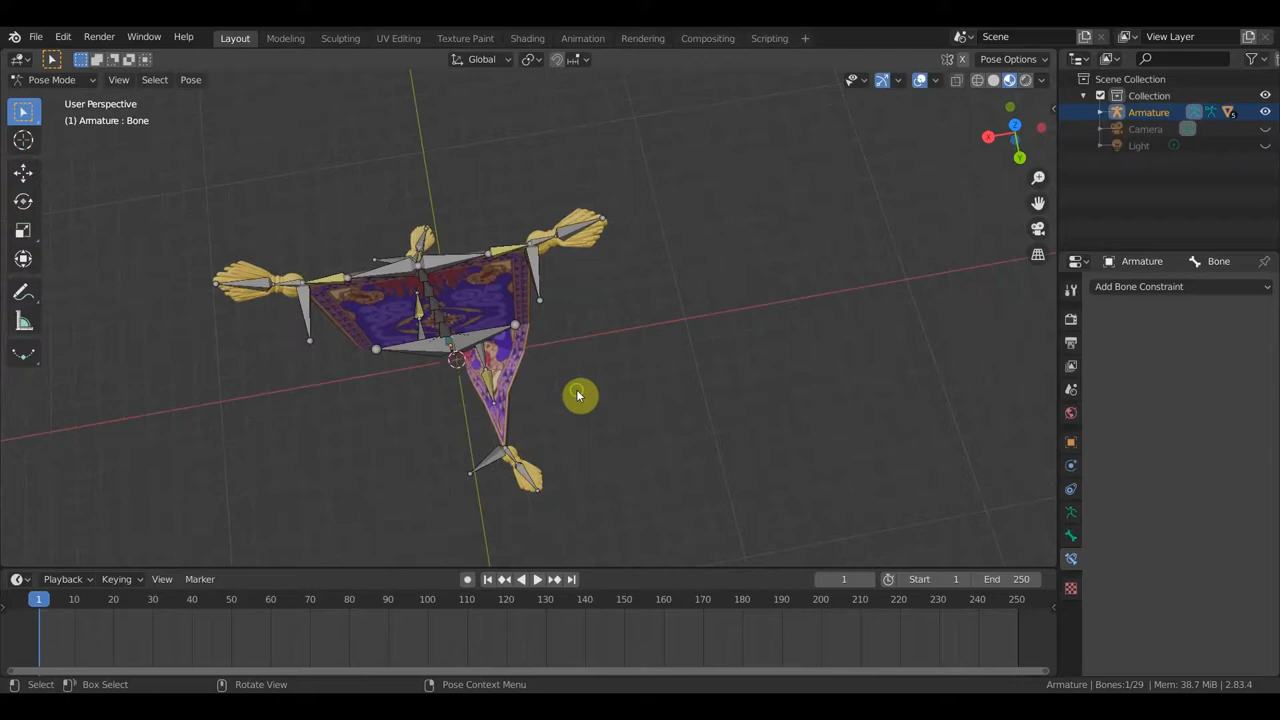 File Edit Render Window Help
Layout Modeling Sculpting UV Editing Texture Paint Shading Animation Rendering Compositing Scripting +
Scene
View Layer
Global
X
Pose Options
Pose Mode View Select Pose
User Perspective
(1) Armature : Bone
X
Z
Y
Scene Collection
Collection
Armature
5
Camera
Light
Armature
Bone
Add Bone Constraint
Playback Keying View Marker
1
Start 1
End 250
1 10 20 30 40 50 60 70 80 90 100 110 120 130 140 150 160 170 180 190 200 210 220 230 240 250
Select
Box Select
Rotate View
Pose Context Menu
Armature | Bones:1/29 | Mem: 38.7 MiB | 2.83.4